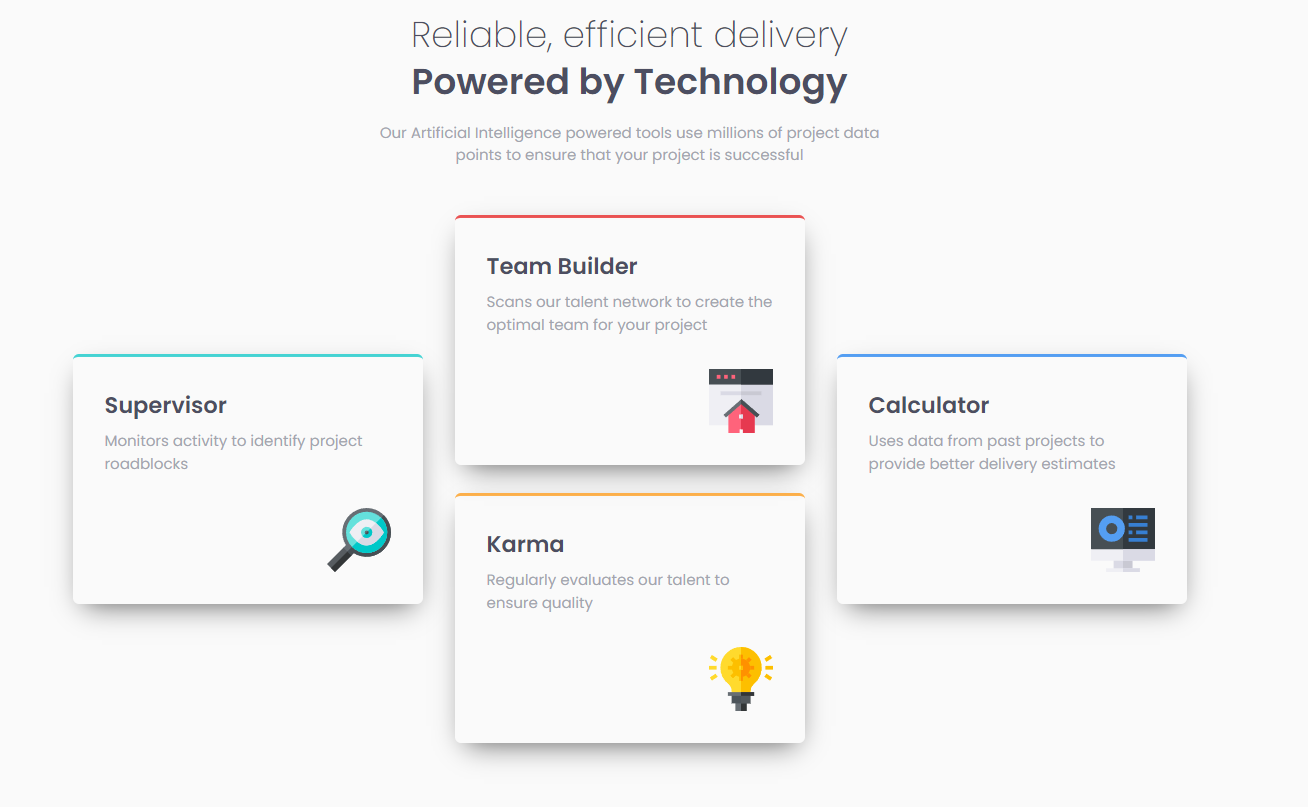 Reliable, efficient delivery
Powered by Technology
Our Artificial Intelligence powered tools use millions of project data
points to ensure that your project is successful
Team Builder
Scans our talent network to create the
optimal team for your project
Supervisor
Monitors activity to identify project
roadblocks
Calculator
Uses data from past projects to
provide better delivery estimates
Karma
Regularly evaluates our talent to
ensure quality